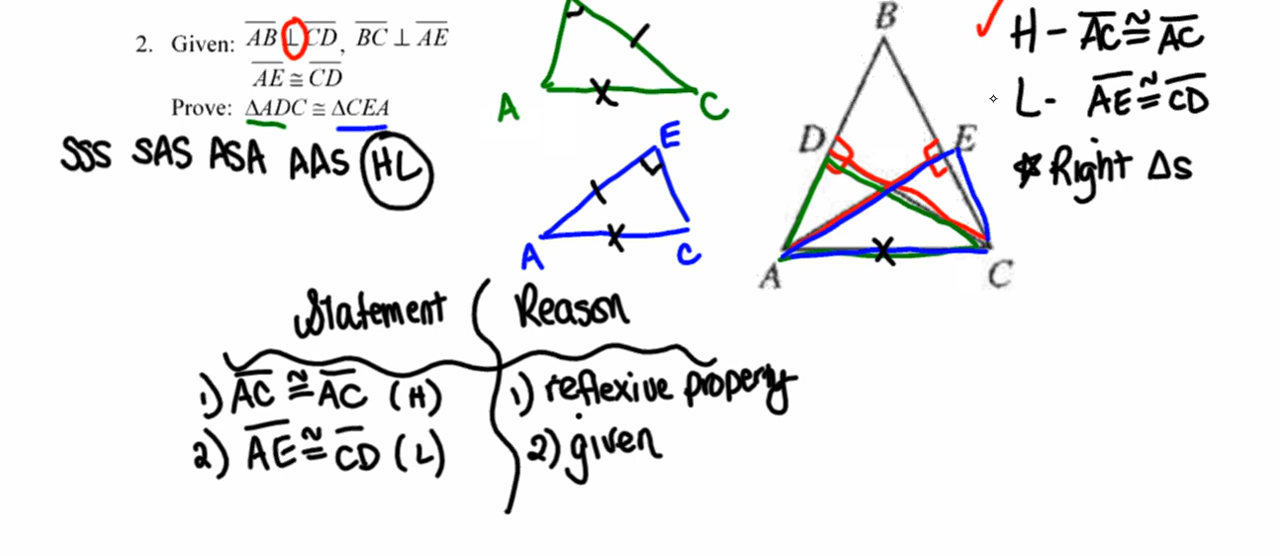 2. Given: AB ⊥ CD, BC ⊥ AE
AE ≅ CD
Prove: ΔADC ≅ ΔCEA
SSS SAS ASA AAS HL
A C
E
A C
B
D E
A C
H - AC ≅ AC
L - AE ≅ CD
* Right Δs
Statement Reason
1) AC ≅ AC (H) 1) reflexive property
2) AE ≅ CD (L) 2) given